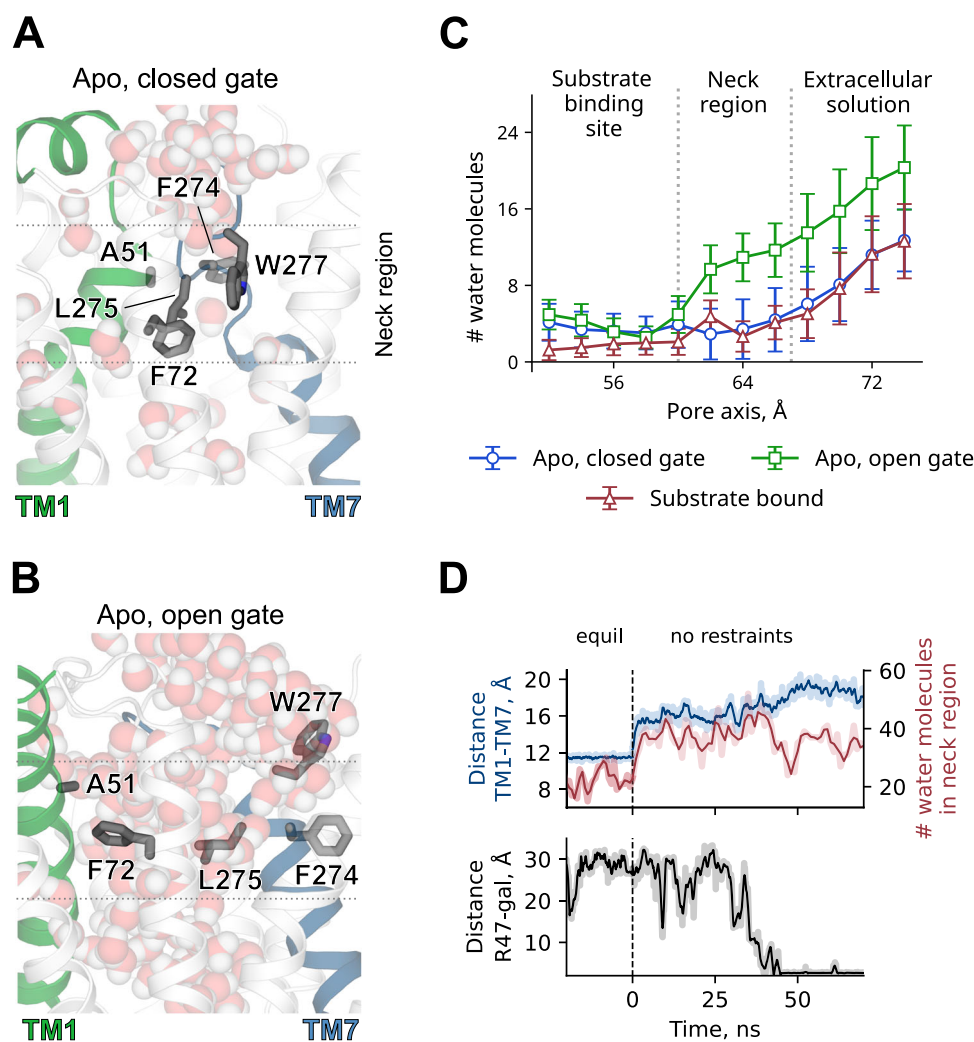 A
Apo, closed gate
F274
A51
W277
L275
F72
Neck region
TM1
TM7
B
Apo, open gate
W277
A51
F72
L275
F274
TM1
TM7
C
Substrate
binding
site
Neck
region
Extracellular
solution
# water molecules
24
16
8
0
56
64
72
Pore axis, Å
Apo, closed gate
Apo, open gate
Substrate bound
D
equil
no restraints
Distance
TM1-TM7, Å
20
16
12
8
60
40
20
# water molecules
in neck region
Distance
R47-gal, Å
30
20
10
0
25
50
Time, ns